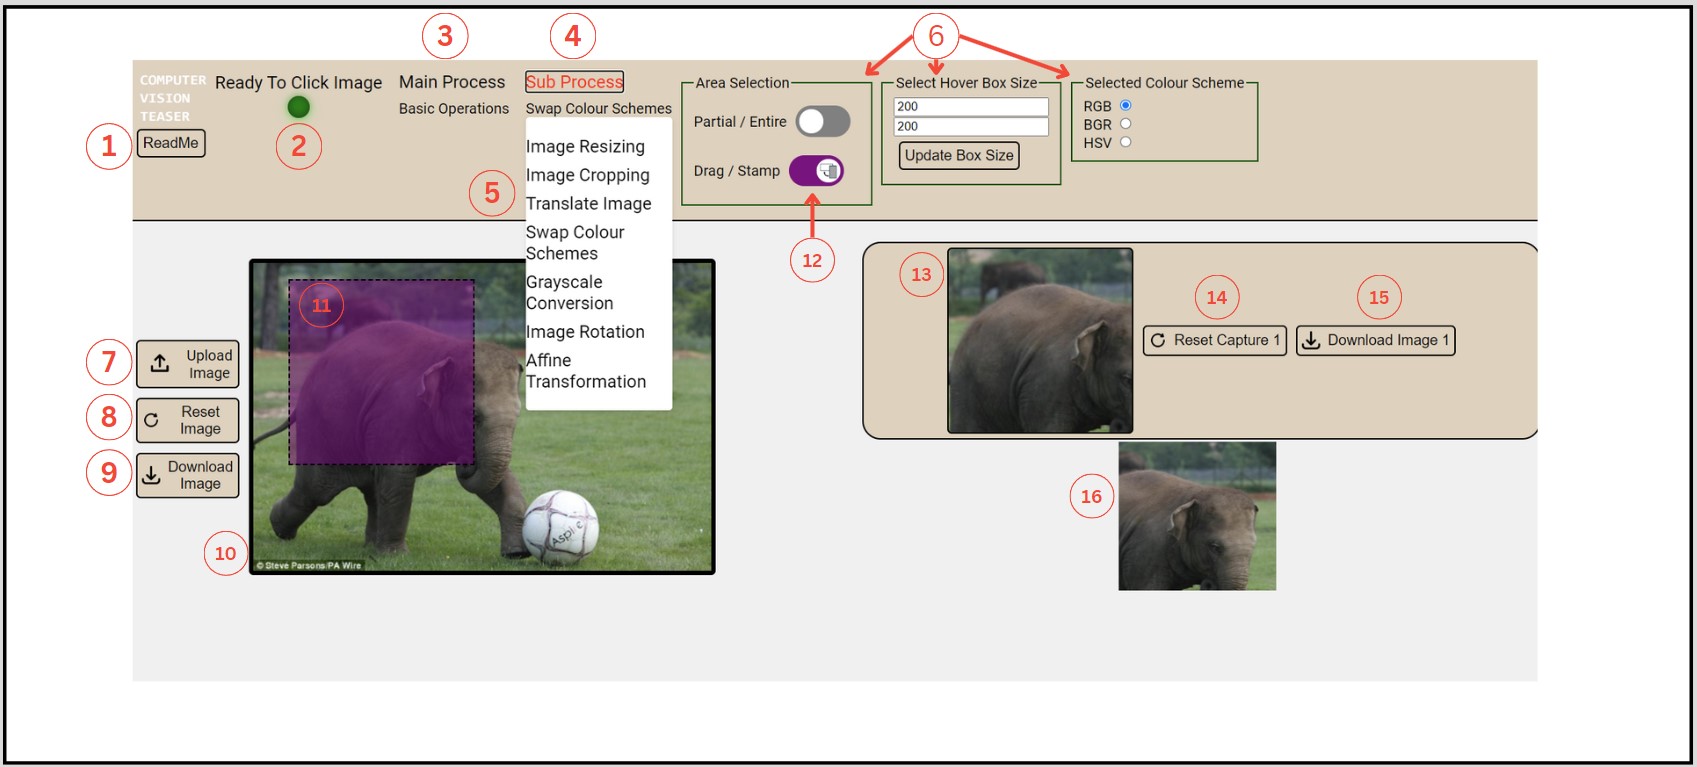 3
4
6
COMPUTER
VISION
TEASER
Ready To Click Image
Main Process
Sub Process
Basic Operations
Swap Colour Schemes
1
ReadMe
2
5
Image Resizing
Image Cropping
Translate Image
Swap Colour
Schemes
Grayscale
Conversion
Image Rotation
Affine
Transformation
Area Selection
Partial / Entire
Drag / Stamp
Select Hover Box Size
200
200
Update Box Size
Selected Colour Scheme
RGB
BGR
HSV
12
11
7
Upload
Image
8
Reset
Image
9
Download
Image
10
Aspire
© Steve Parsons/PA Wire
13
14
15
Reset Capture 1
Download Image 1
16